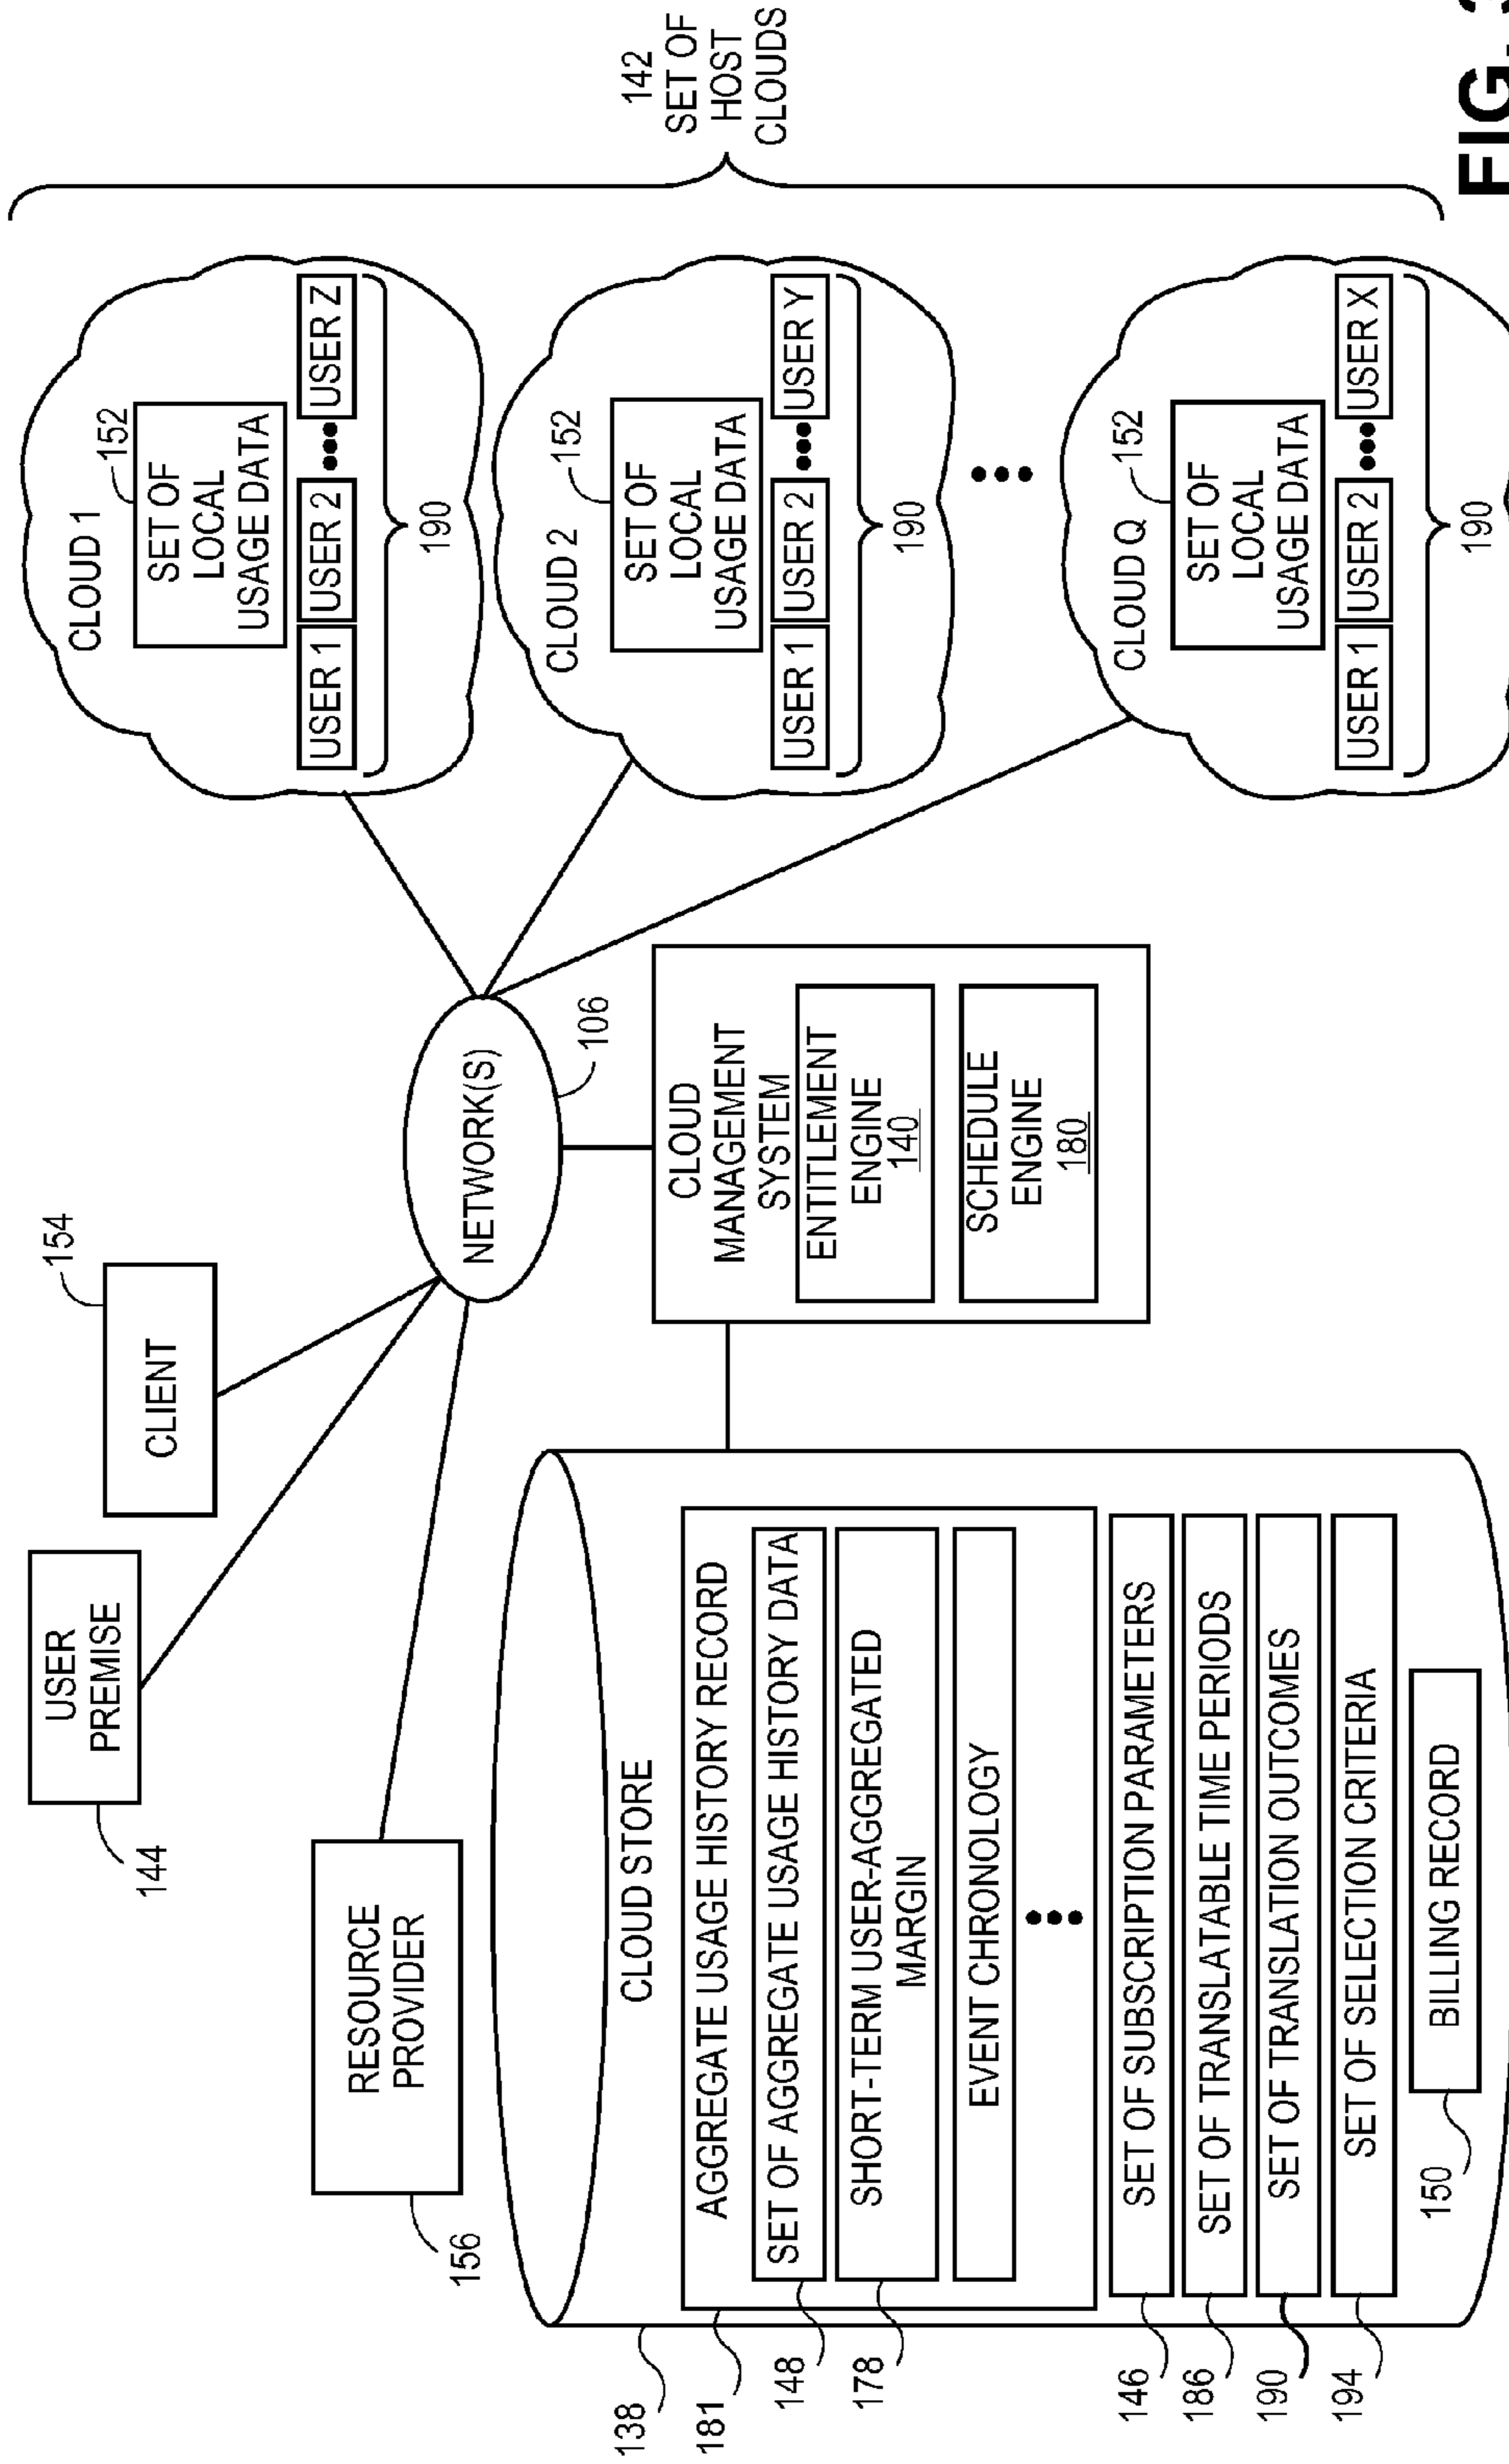 USER
PREMISE
144
CLIENT
154
RESOURCE
PROVIDER
156
NETWORK(S)
106
CLOUD
MANAGEMENT
SYSTEM
ENTITLEMENT
ENGINE
140
SCHEDULE
ENGINE
180
CLOUD STORE
138
AGGREGATE USAGE HISTORY RECORD
181
SET OF AGGREGATE USAGE HISTORY DATA
148
SHORT-TERM USER-AGGREGATED
MARGIN
178
EVENT CHRONOLOGY
SET OF SUBSCRIPTION PARAMETERS
146
SET OF TRANSLATABLE TIME PERIODS
186
SET OF TRANSLATION OUTCOMES
190
SET OF SELECTION CRITERIA
194
BILLING RECORD
150
CLOUD 1
152
SET OF
LOCAL
USAGE DATA
USER 1 USER 2 USER Z
190
CLOUD 2
152
SET OF
LOCAL
USAGE DATA
USER 1 USER 2 USER Y
190
CLOUD Q
152
SET OF
LOCAL
USAGE DATA
USER 1 USER 2 USER X
190
142
SET OF
HOST
CLOUDS
FIG.